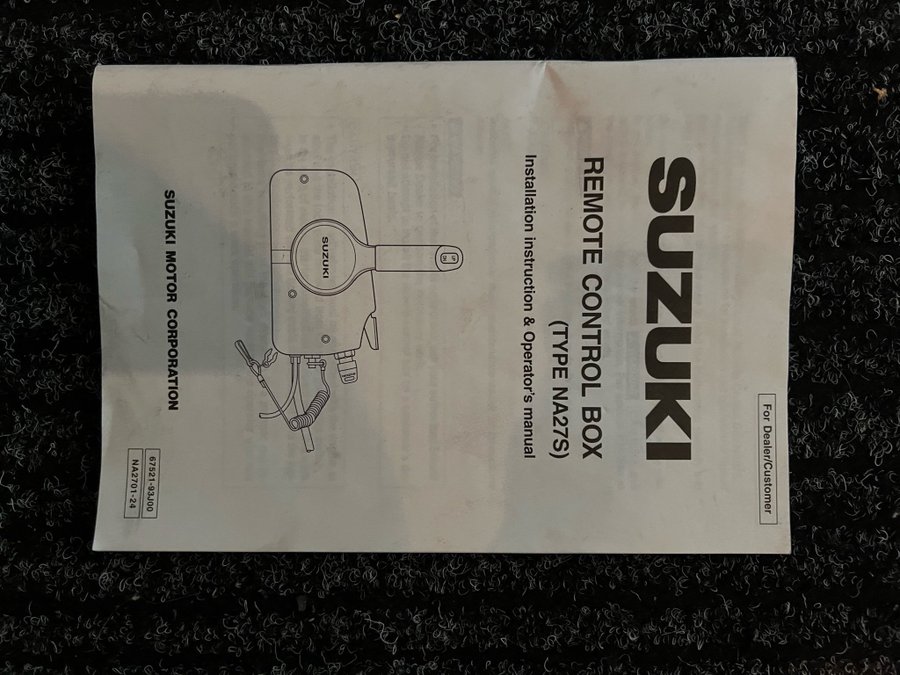 For Dealer/Customer
SUZUKI
REMOTE CONTROL BOX
(TYPE NA27S)
Installation instruction & Operator's manual
SUZUKI
SUZUKI MOTOR CORPORATION
67521-93J00
NA2701-24